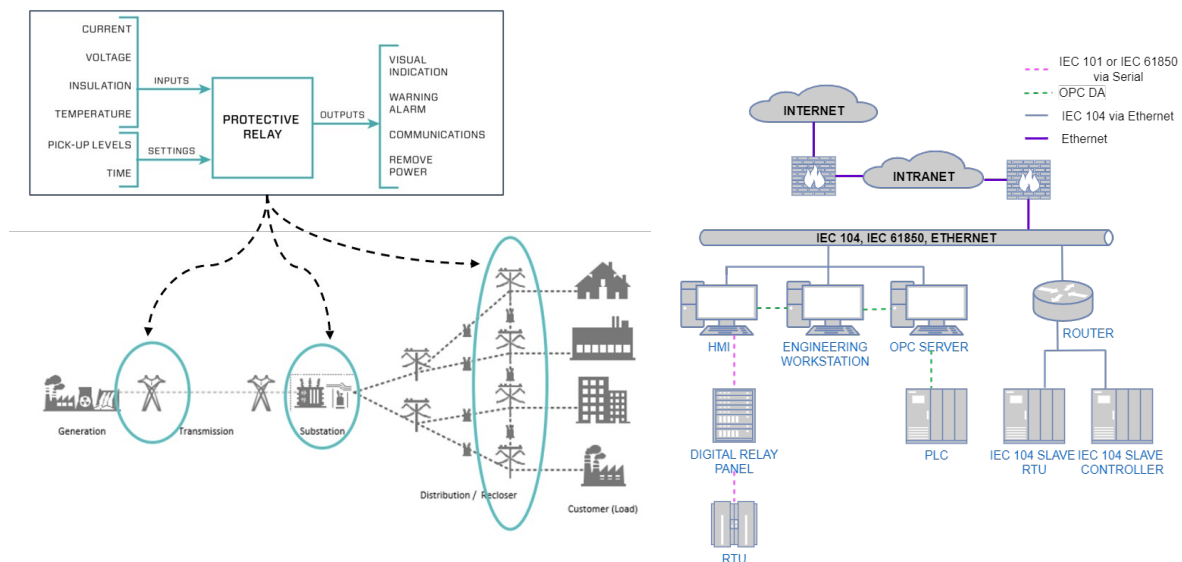 CURRENT
VOLTAGE
INSULATION
TEMPERATURE
PICK-UP LEVELS
TIME
INPUTS
SETTINGS
PROTECTIVE
RELAY
OUTPUTS
VISUAL
INDICATION
WARNING
ALARM
COMMUNICATIONS
REMOVE
POWER
Generation
Transmission
Substation
Distribution / Recloser
Customer (Load)
IEC 101 or IEC 61850
via Serial
OPC DA
IEC 104 via Ethernet
Ethernet
INTERNET
INTRANET
IEC 104, IEC 61850, ETHERNET
HMI
ENGINEERING
WORKSTATION
OPC SERVER
ROUTER
DIGITAL RELAY
PANEL
PLC
IEC 104 SLAVE
RTU
IEC 104 SLAVE
CONTROLLER
RTU